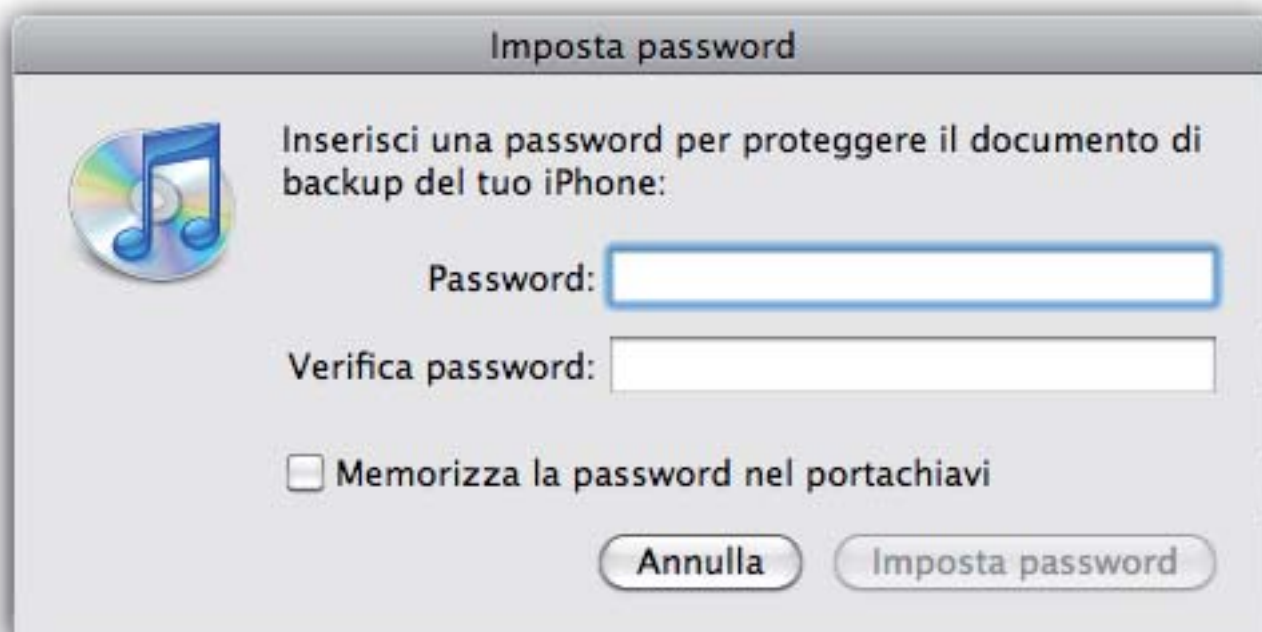 Imposta password
Inserisci una password per proteggere il documento di
backup del tuo iPhone:
Password:
Verifica password:
Memorizza la password nel portachiavi
Annulla
Imposta password